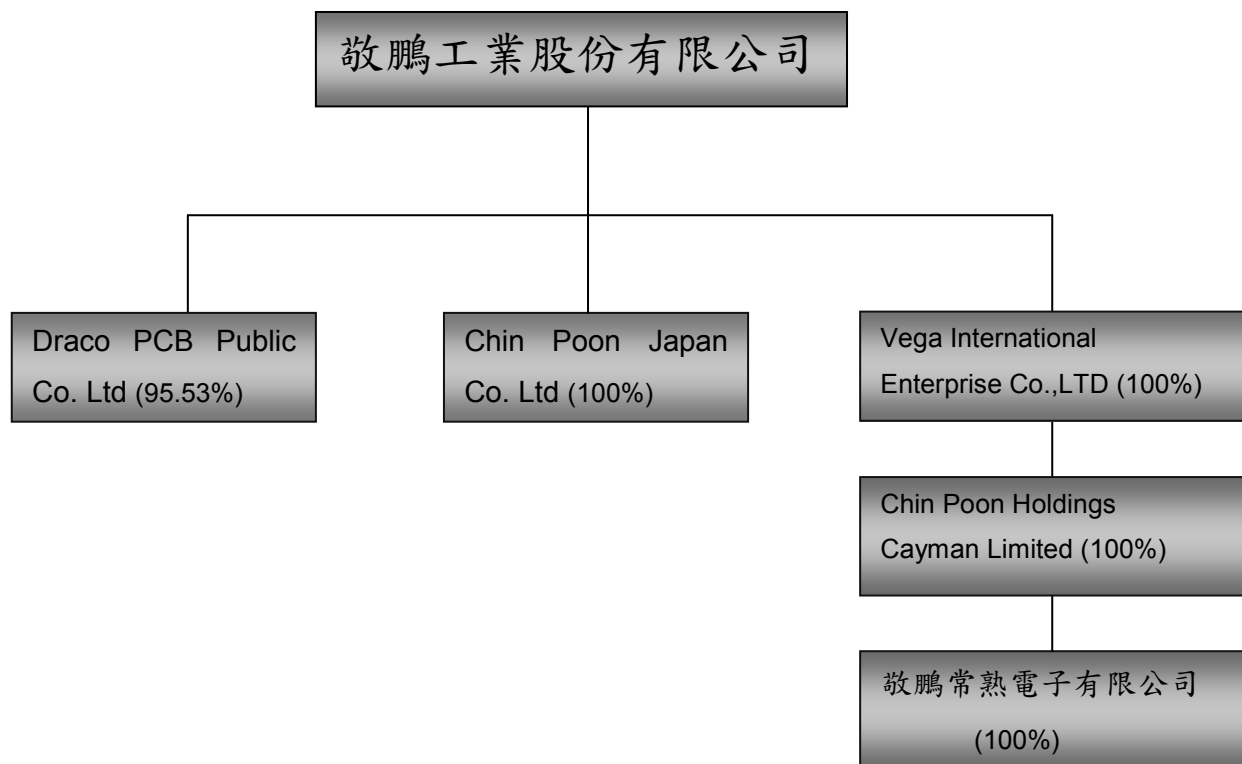 敬鵬工業股份有限公司
Draco PCB Public
Co. Ltd (95.53%)
Chin Poon Japan
Co. Ltd (100%)
Vega International
Enterprise Co.,LTD (100%)
Chin Poon Holdings
Cayman Limited (100%)
敬鵬常熟電子有限公司
(100%)